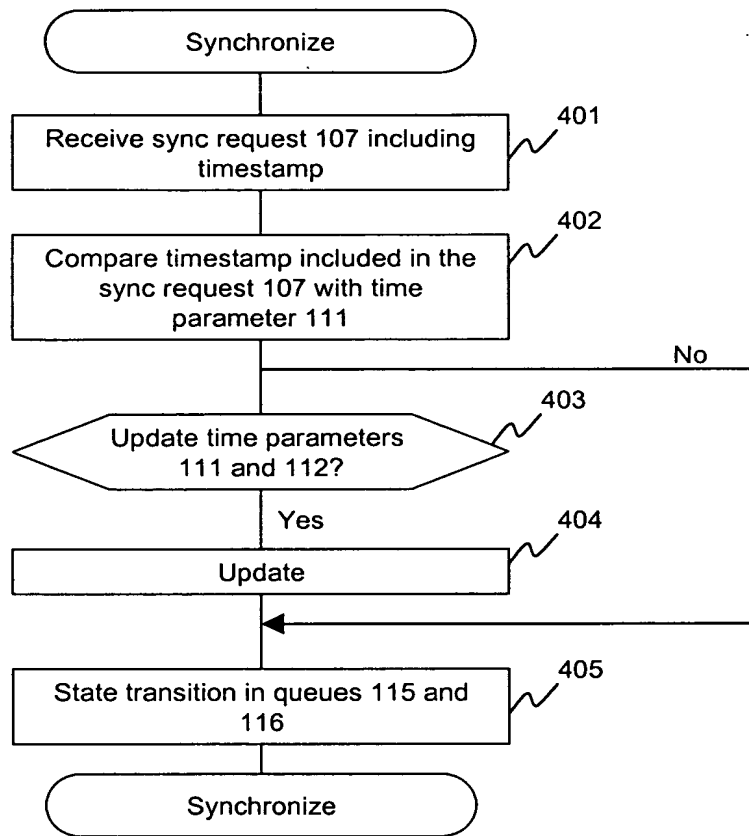 Synchronize
401
Receive sync request 107 including
timestamp
402
Compare timestamp included in the
sync request 107 with time
parameter 111
No
403
Update time parameters
111 and 112?
Yes
404
Update
405
State transition in queues 115 and
116
Synchronize